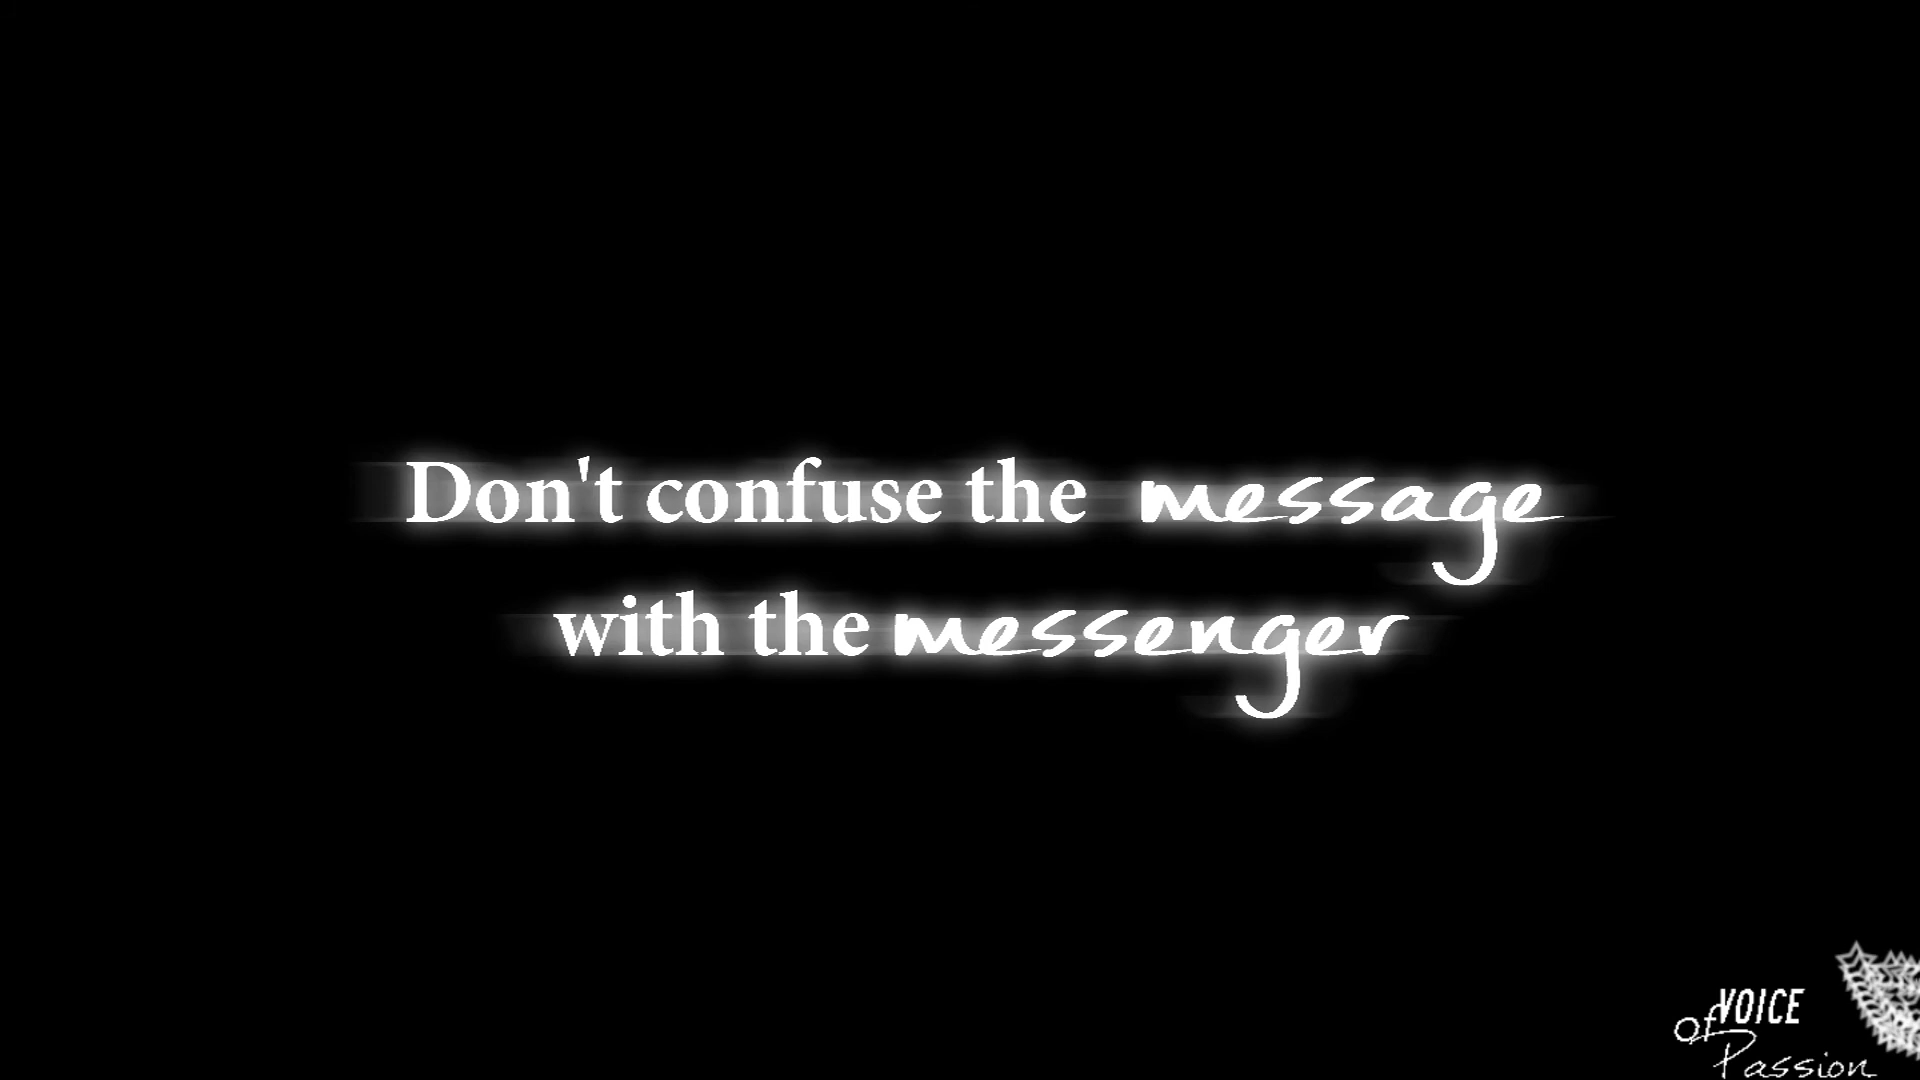 Don't confuse the message
with the messenger
VOICE
of
Passion